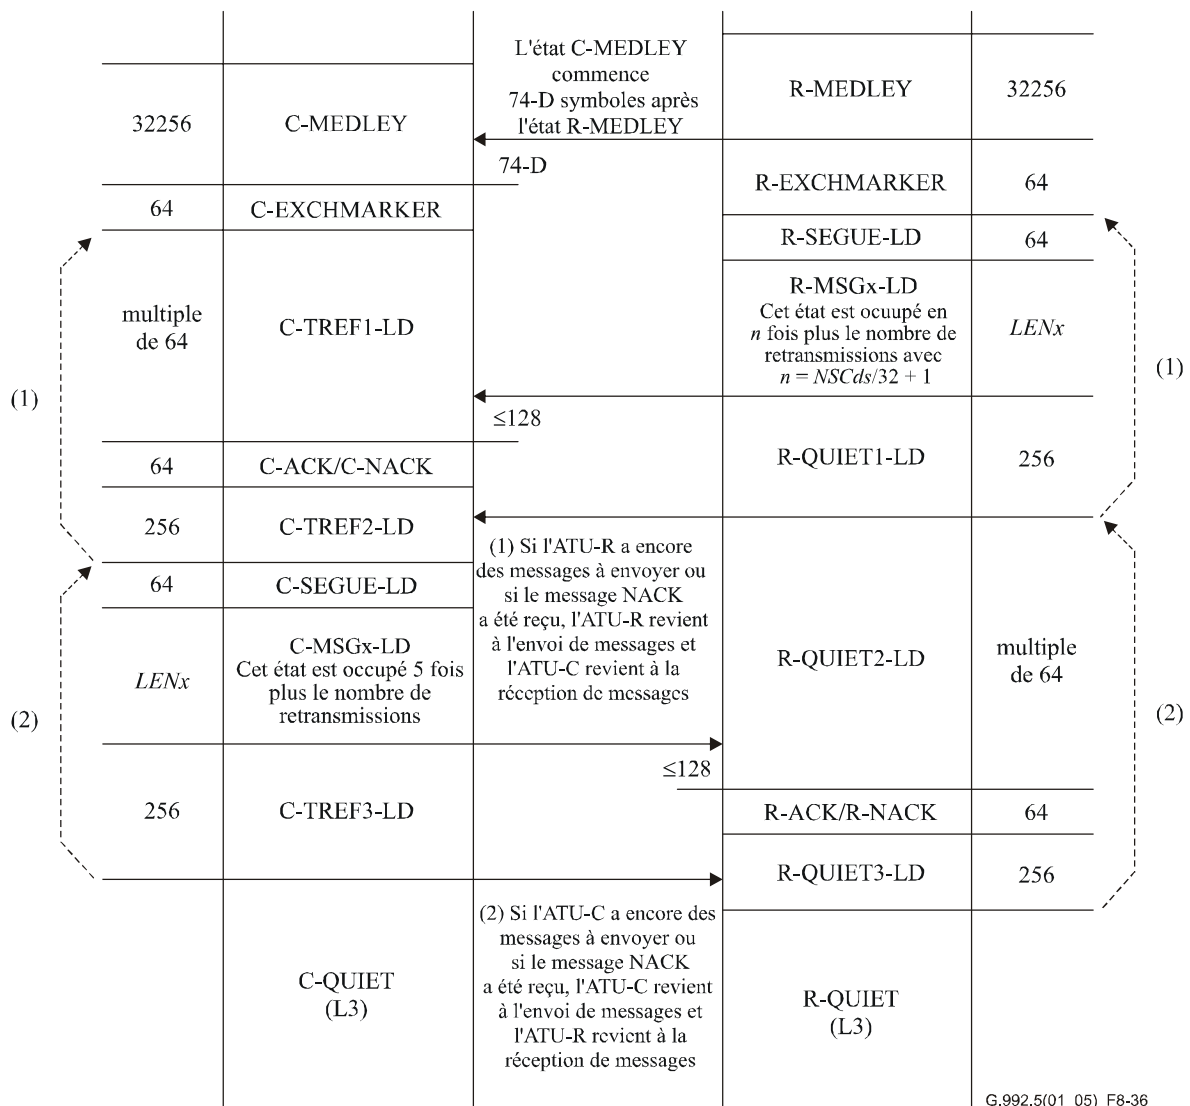 L'état C-MEDLEY
commence
74-D symboles après
l'état R-MEDLEY
R-MEDLEY
32256
32256
C-MEDLEY
74-D
R-EXCHMARKER
64
64
C-EXCHMARKER
R-SEGUE-LD
64
multiple
de 64
C-TREF1-LD
R-MSGx-LD
Cet état est ocuupé en
n fois plus le nombre de
retransmissions avec
n = NSCds/32 + 1
LENx
(1)
(1)
≤128
64
C-ACK/C-NACK
R-QUIET1-LD
256
256
C-TREF2-LD
(1) Si l'ATU-R a encore
des messages à envoyer ou
si le message NACK
a été reçu, l'ATU-R revient
à l'envoi de messages et
l'ATU-C revient à la
réception de messages
64
C-SEGUE-LD
LENx
C-MSGx-LD
Cet état est occupé 5 fois
plus le nombre de
retransmissions
R-QUIET2-LD
multiple
de 64
(2)
(2)
≤128
256
C-TREF3-LD
R-ACK/R-NACK
64
R-QUIET3-LD
256
(2) Si l'ATU-C a encore des
messages à envoyer ou
si le message NACK
a été reçu, l'ATU-C revient
à l'envoi de messages et
l'ATU-R revient à la
réception de messages
C-QUIET
(L3)
R-QUIET
(L3)
G.992.5(01_05)_F8-36